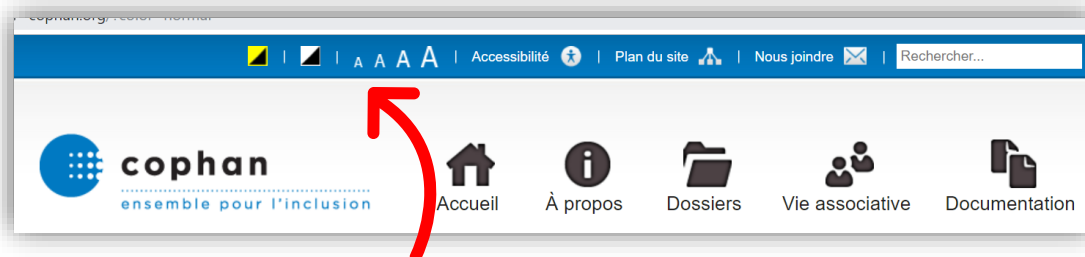 | | A A A A | Accessibilité | Plan du site | Nous joindre | Rechercher...
cophan
ensemble pour l'inclusion
Accueil À propos Dossiers Vie associative Documentation